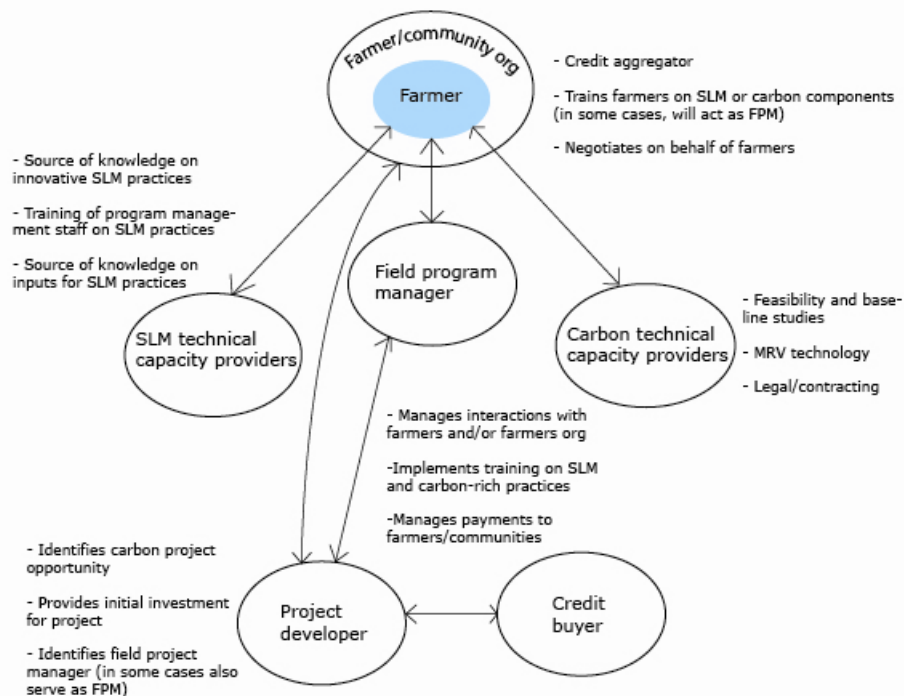 Farmer/community org
Farmer
- Credit aggregator
- Trains farmers on SLM or carbon components
(in some cases, will act as FPM)
- Negotiates on behalf of farmers
- Source of knowledge on
innovative SLM practices
- Training of program manage-
ment staff on SLM practices
- Source of knowledge on
inputs for SLM practices
Field program
manager
SLM technical
capacity providers
Carbon technical
capacity providers
- Feasibility and base-
line studies
- MRV technology
- Legal/contracting
- Manages interactions with
farmers and/or farmers org
-Implements training on SLM
and carbon-rich practices
-Manages payments to
farmers/communities
- Identifies carbon project
opportunity
- Provides initial investment
for project
- Identifies field project
manager (in some cases also
serve as FPM)
Project
developer
Credit
buyer